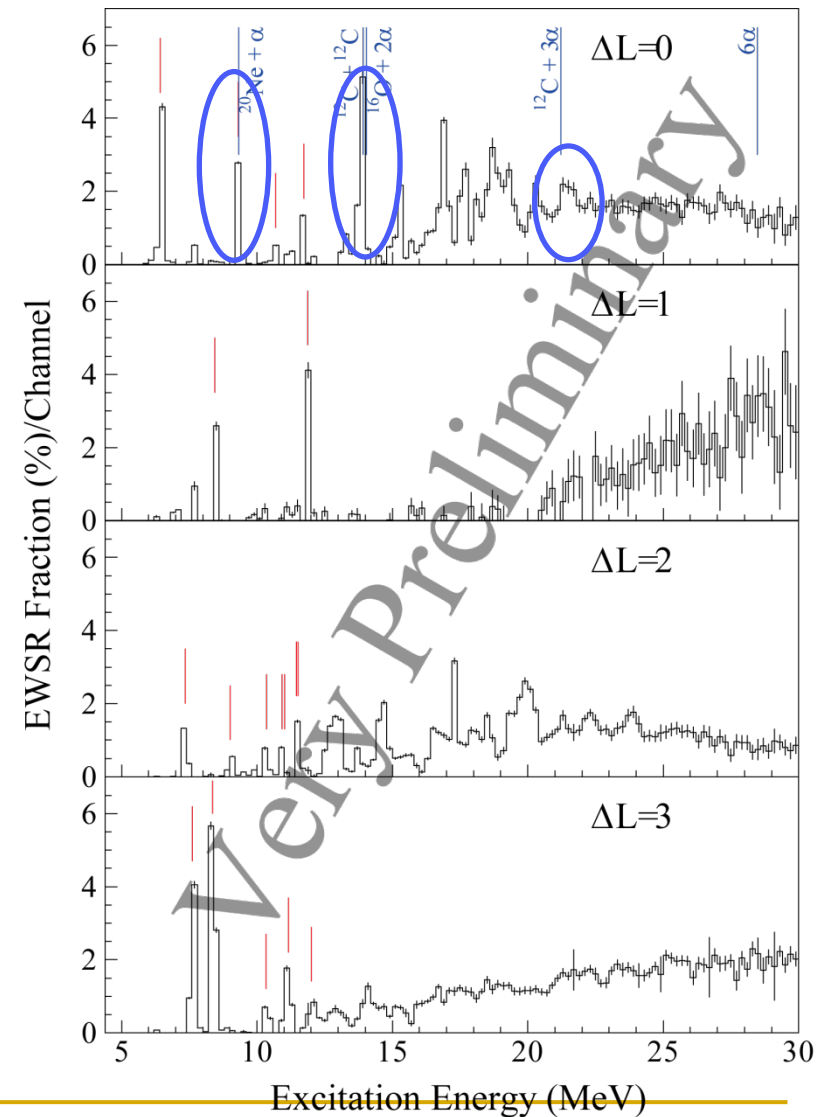 EWSR Fraction (%)/Channel
ΔL=0
²⁰Ne + α
¹²C + ¹²C
¹⁶O + 2α
¹²C + 3α
6α
6
4
2
0
ΔL=1
6
4
2
0
ΔL=2
6
4
2
0
ΔL=3
6
4
2
0
5 10 15 20 25 30
Excitation Energy (MeV)
Very Preliminary